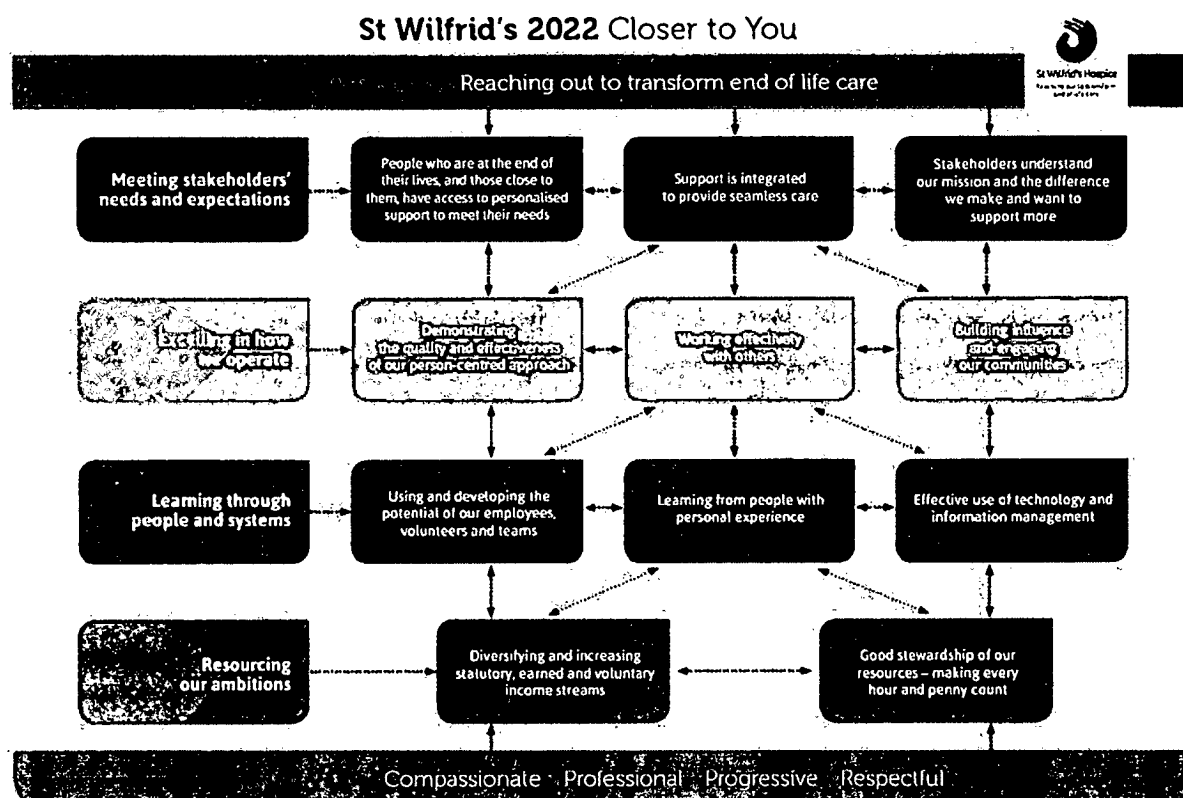 St Wilfrid's 2022 Closer to You
Reaching out to transform end of life care
St Wilfrid's Hospice
Meeting stakeholders'
needs and expectations
People who are at the end of
their lives, and those close to
them, have access to personalised
support to meet their needs
Support is integrated
to provide seamless care
Stakeholders understand
our mission and the difference
we make and want to
support more
Excelling in how
we operate
Demonstrating
the quality and effectiveness
of our person-centred approach
Working effectively
with others
Building influence
and engaging
our communities
Learning through
people and systems
Using and developing the
potential of our employees,
volunteers and teams
Learning from people with
personal experience
Effective use of technology and
information management
Resourcing
our ambitions
Diversifying and increasing
statutory, earned and voluntary
income streams
Good stewardship of our
resources – making every
hour and penny count
Compassionate Professional Progressive Respectful